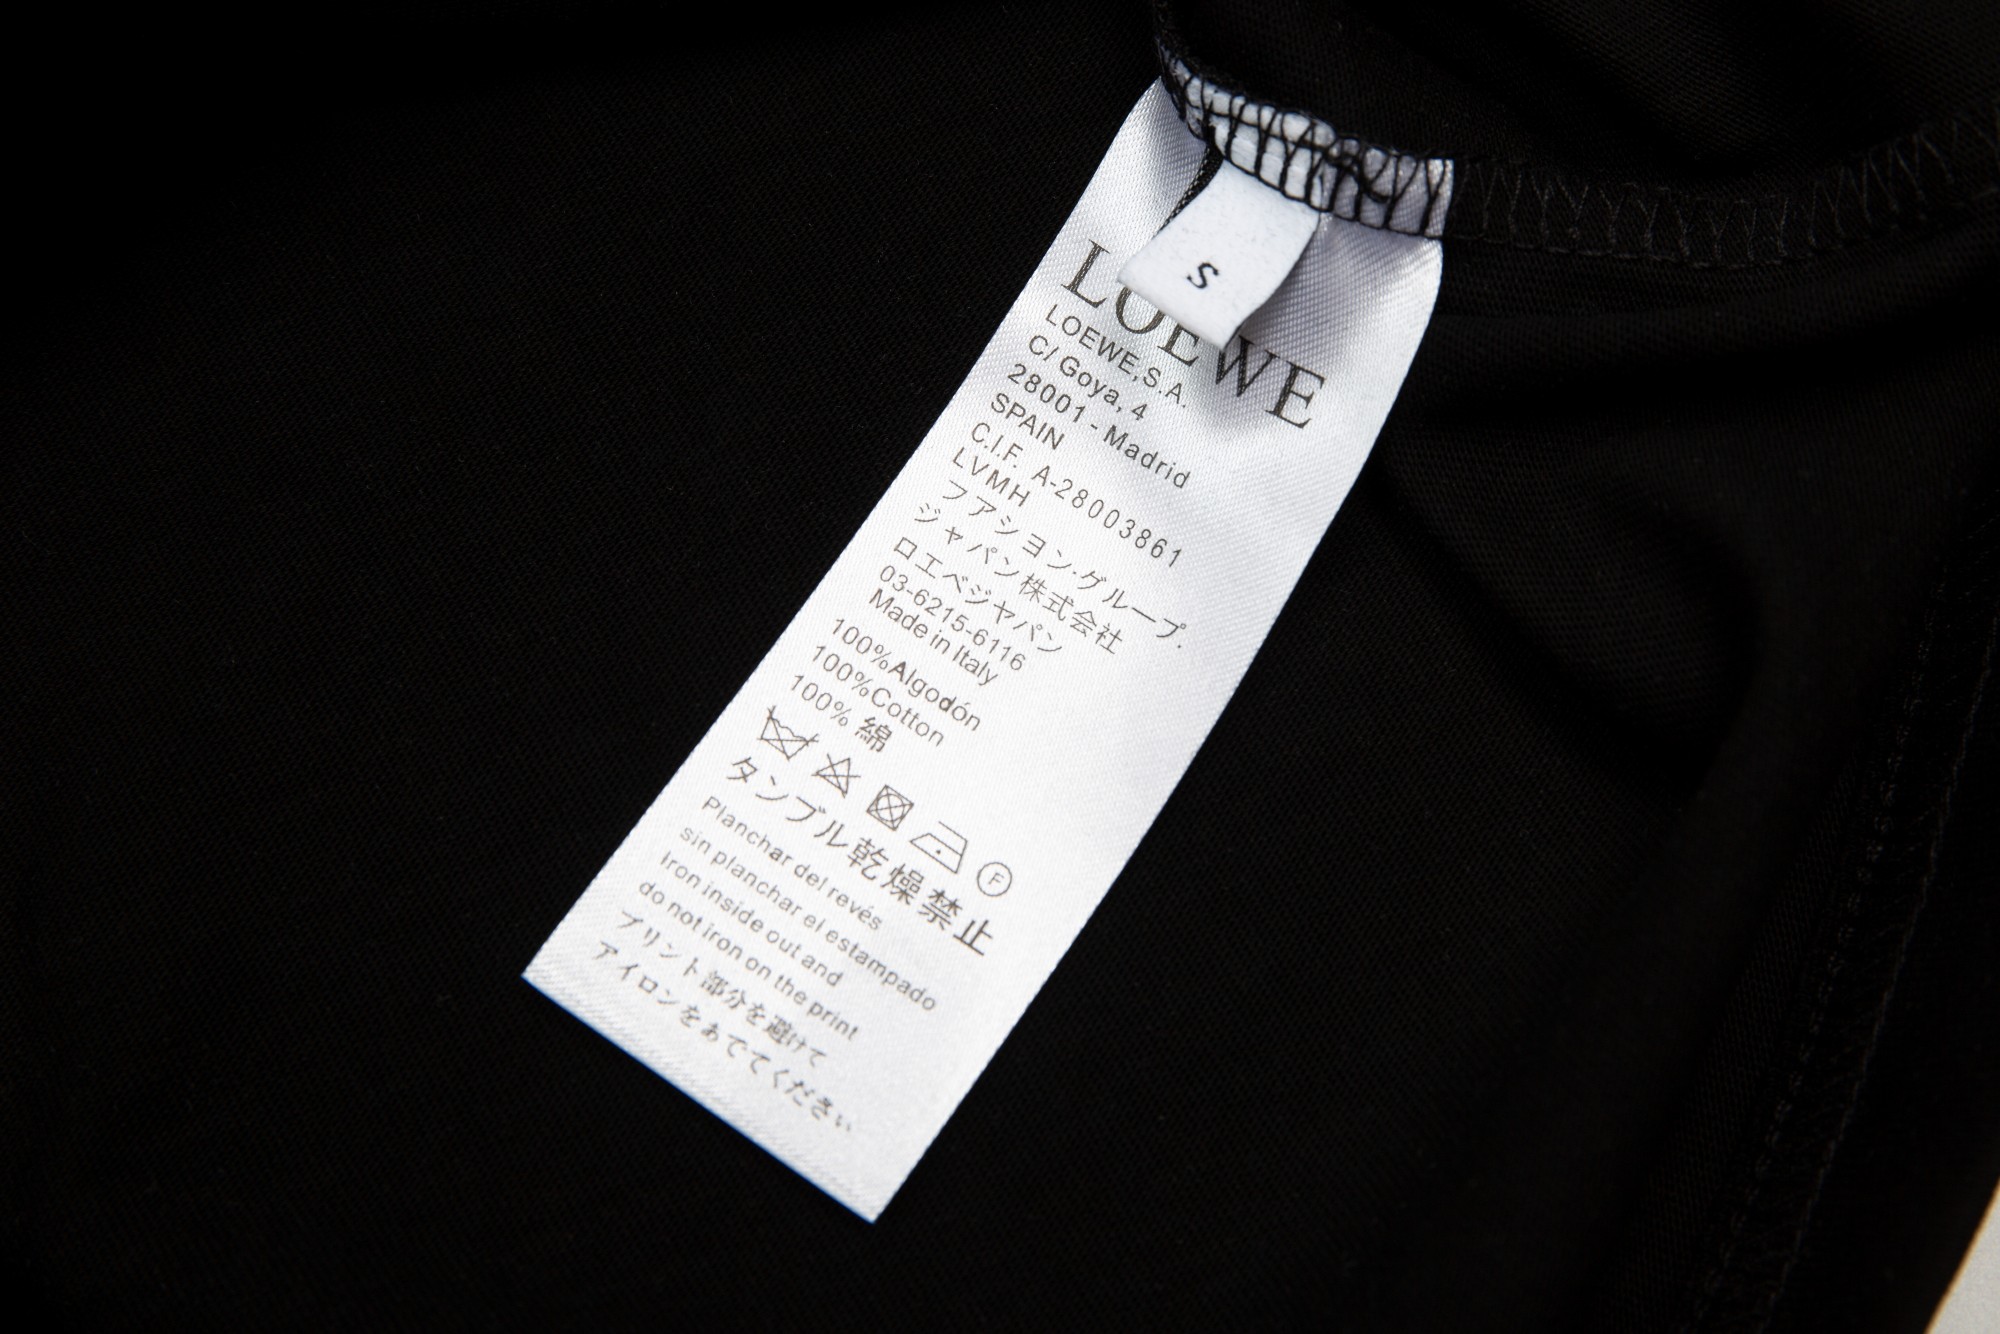 S
LOEWE
LOEWE,S.A.
C/ Goya, 4
28001 - Madrid
SPAIN
C.I.F. A-28003861
LVMH
フアシヨン·グループ.
ジャパン株式会社
ロエベジヤパン
03-6215-6116
Made in Italy
100%Algodón
100%Cotton
100% 綿
F
タンブル乾燥禁止
Planchar del revés
sin planchar el estampado
Iron inside out and
do not iron on the print
プリント部分を避けて
アイロンをぁててください